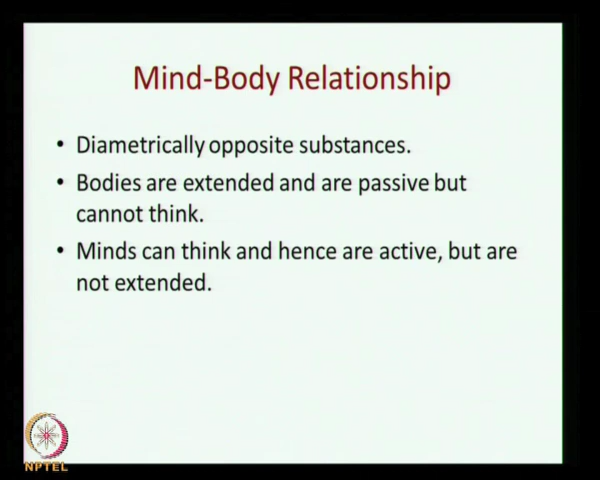 Mind-Body Relationship
• Diametrically opposite substances.
• Bodies are extended and are passive but
cannot think.
• Minds can think and hence are active, but are
not extended.
NPTEL